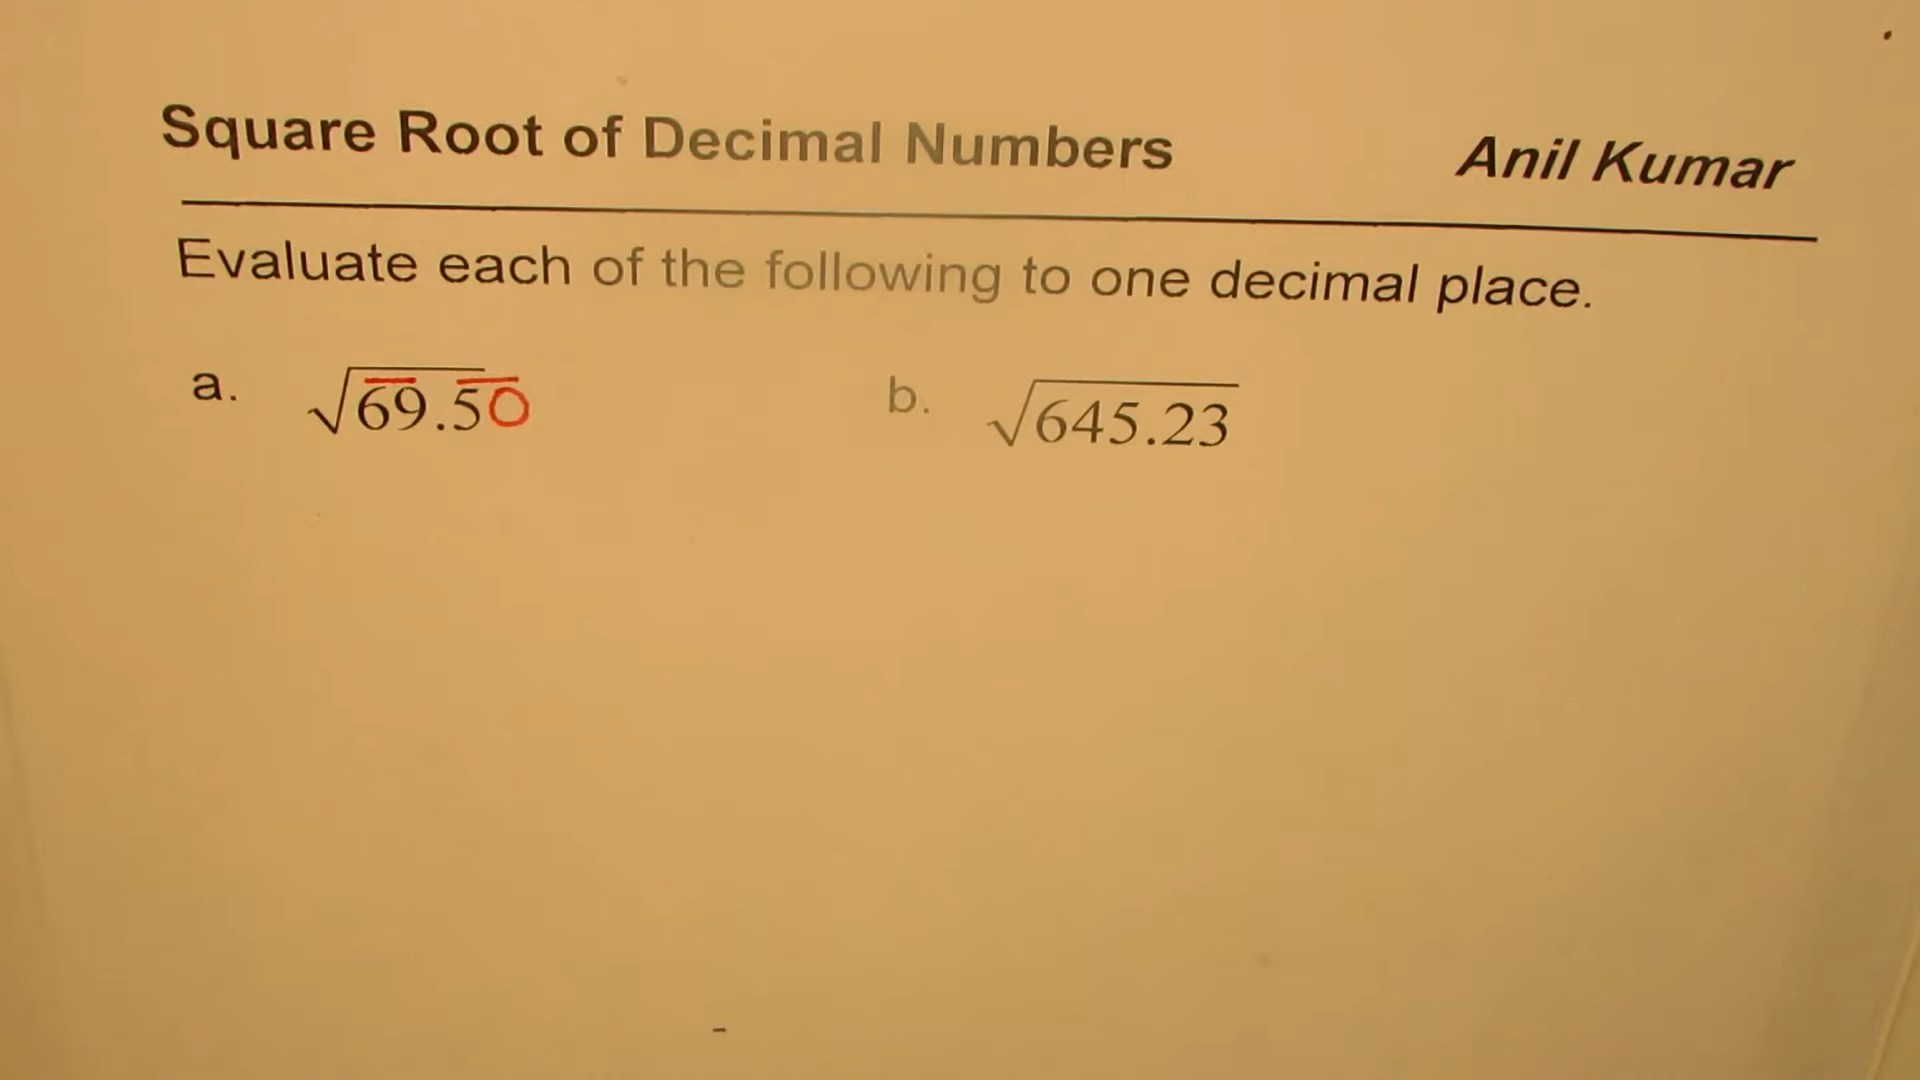 Square Root of Decimal Numbers Anil Kumar
Evaluate each of the following to one decimal place.
a. √69.50 b. √645.23